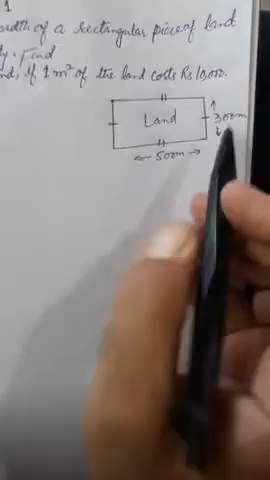 1
readth of a rectangular piece of land
ly. Find
nd, if 1 m² of the land costs Rs 10,000.
Land
300m
500m